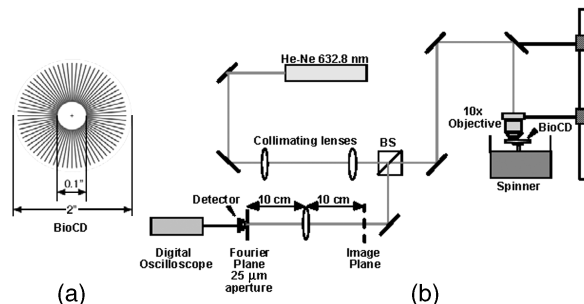 He-Ne 632.8 nm
10x
Objective
BioCD
Collimating lenses
BS
Spinner
0.1"
2"
BioCD
Detector
10 cm
10 cm
Digital
Oscilloscope
Fourier
Plane
25 μm
aperture
Image
Plane
(a)
(b)